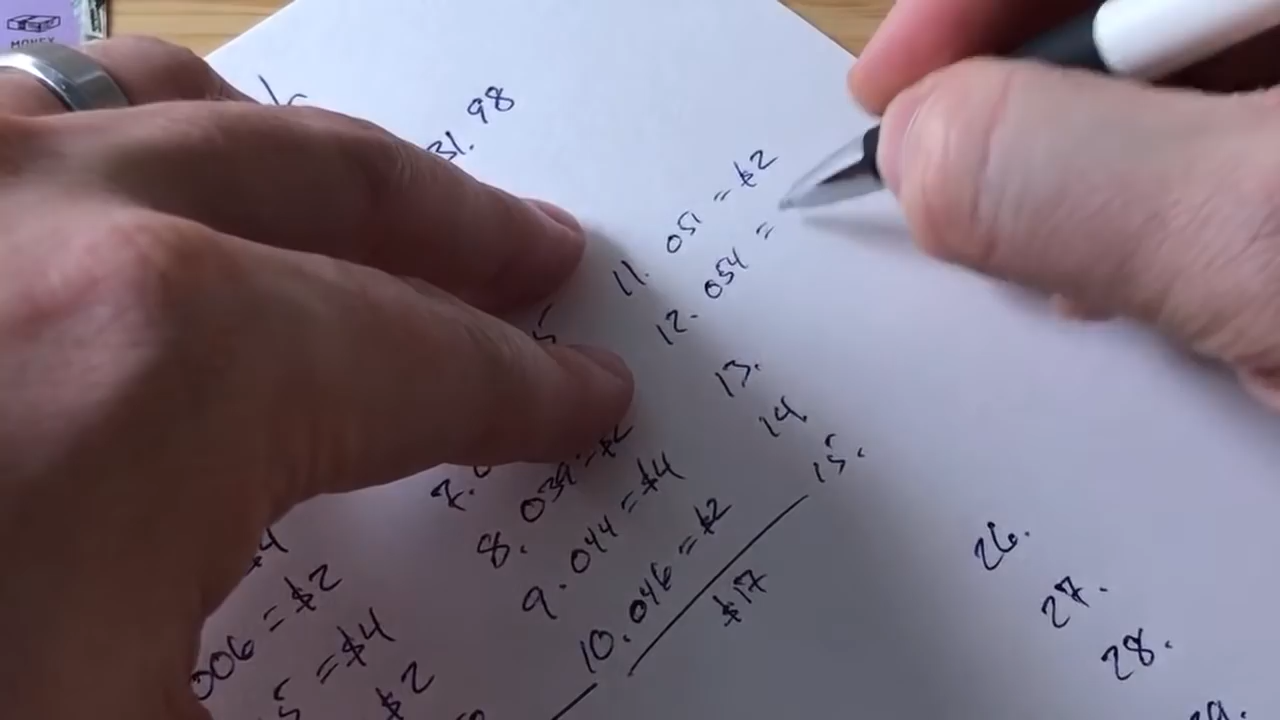 MONEY
31.98
11. 051 = $2
12. 054 =
13.
14.
15.
8. 039 = $2
9. 044 = $4
10. 046 = $2
$17
006 = $2
5 = $4
$2
26.
27.
28.